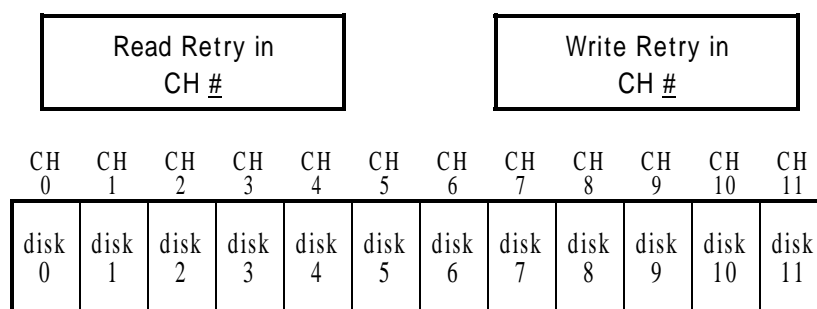 Read Retry in
CH #
Write Retry in
CH #
CH CH CH CH CH CH CH CH CH CH CH CH
0 1 2 3 4 5 6 7 8 9 10 11
disk disk disk disk disk disk disk disk disk disk disk disk
0 1 2 3 4 5 6 7 8 9 10 11